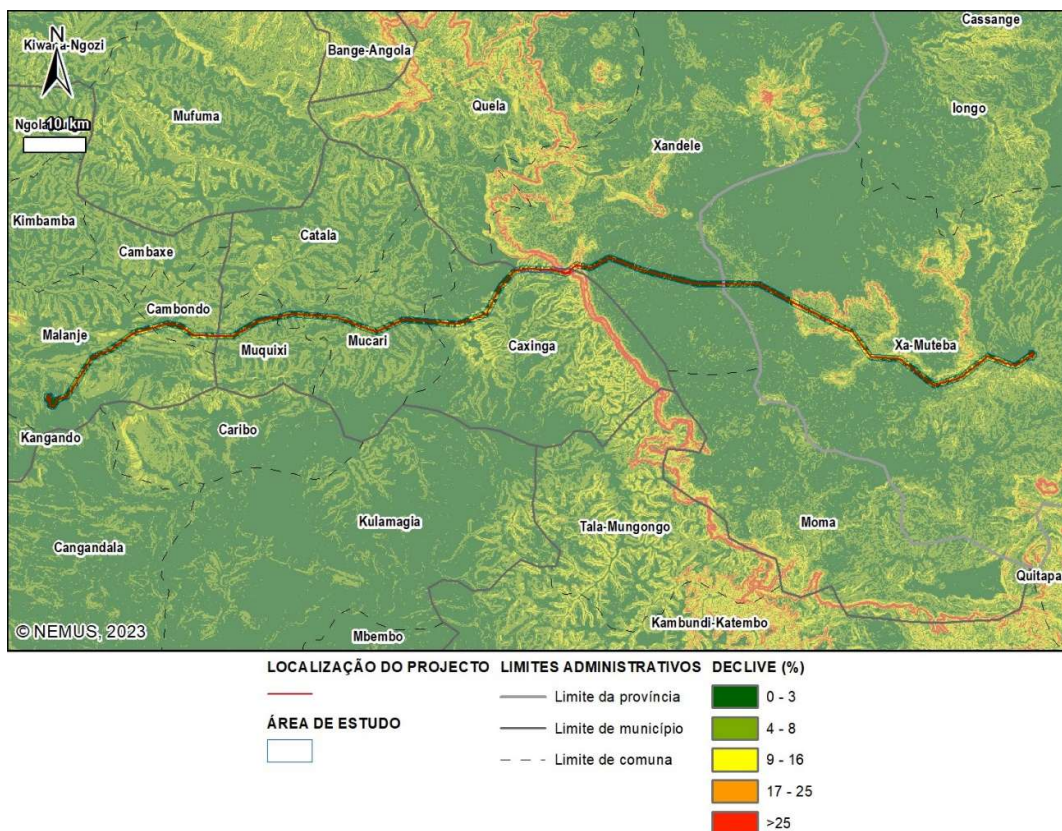 Cassange
Kiwana-Ngozi
Bange-Angola
N
Quela
Iongo
Mufuma
10 km
Xandele
Kimbamba
Catala
Cambaxe
Cambondo
Malanje
Xa-Muteba
Muquixi
Mucari
Caxinga
Caribo
Kangando
Kulamagia
Tala-Mungongo
Moma
Cangandala
Quitapa
Kambundi-Katembo
© NEMUS, 2023
Mbembo
LOCALIZAÇÃO DO PROJECTO
ÁREA DE ESTUDO
LIMITES ADMINISTRATIVOS
Limite da província
Limite de município
Limite de comuna
DECLIVE (%)
0 - 3
4 - 8
9 - 16
17 - 25
>25